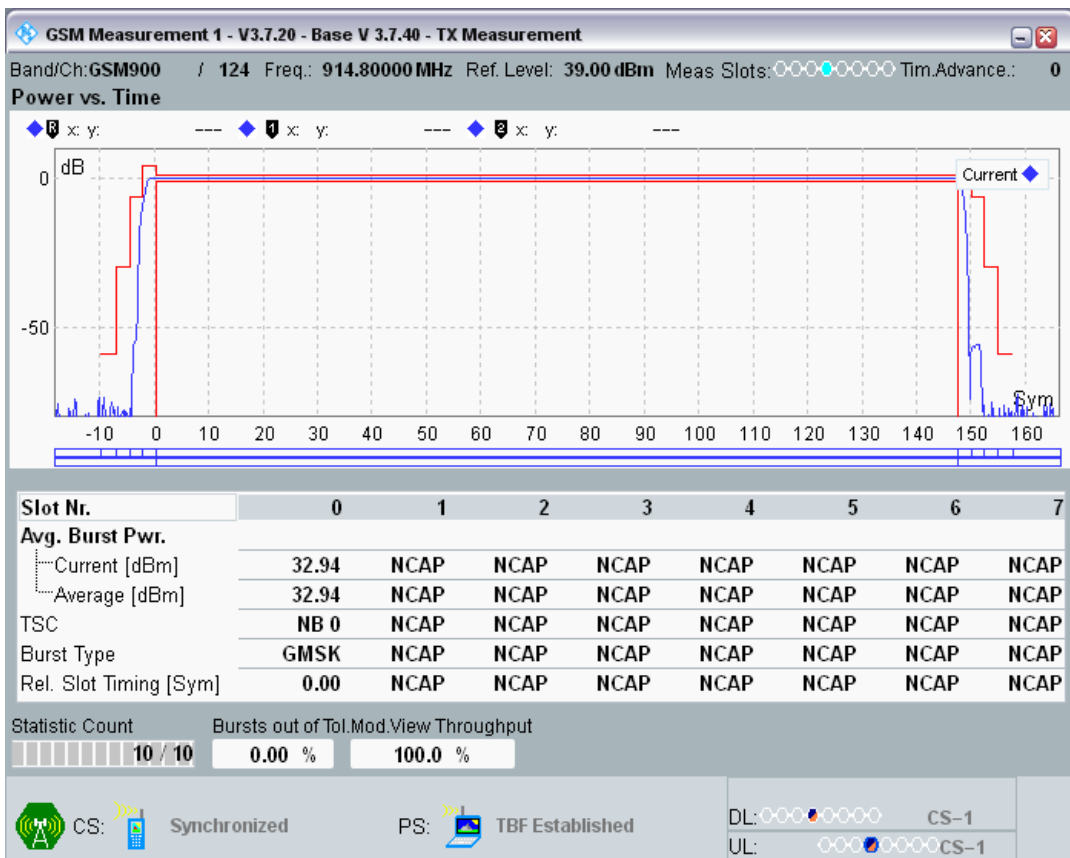 GSM Measurement 1 - V3.7.20 - Base V 3.7.40 - TX Measurement
Band/Ch:GSM900 / 124 Freq.: 914.80000 MHz Ref. Level: 39.00 dBm Meas Slots: Tim.Advance.: 0
Power vs. Time
R x: y: --- 1 x: y: --- 2 x: y: ---
dB
Current
0
-50
Sym
-10 0 10 20 30 40 50 60 70 80 90 100 110 120 130 140 150 160
Slot Nr. 0 1 2 3 4 5 6 7
Avg. Burst Pwr.
Current [dBm] 32.94 NCAP NCAP NCAP NCAP NCAP NCAP NCAP
Average [dBm] 32.94 NCAP NCAP NCAP NCAP NCAP NCAP NCAP
TSC NB 0 NCAP NCAP NCAP NCAP NCAP NCAP NCAP
Burst Type GMSK NCAP NCAP NCAP NCAP NCAP NCAP NCAP
Rel. Slot Timing [Sym] 0.00 NCAP NCAP NCAP NCAP NCAP NCAP NCAP
Statistic Count Bursts out of Tol.Mod.View Throughput
10 / 10 0.00 % 100.0 %
CS: Synchronized PS: TBF Established
DL: CS-1
UL: CS-1